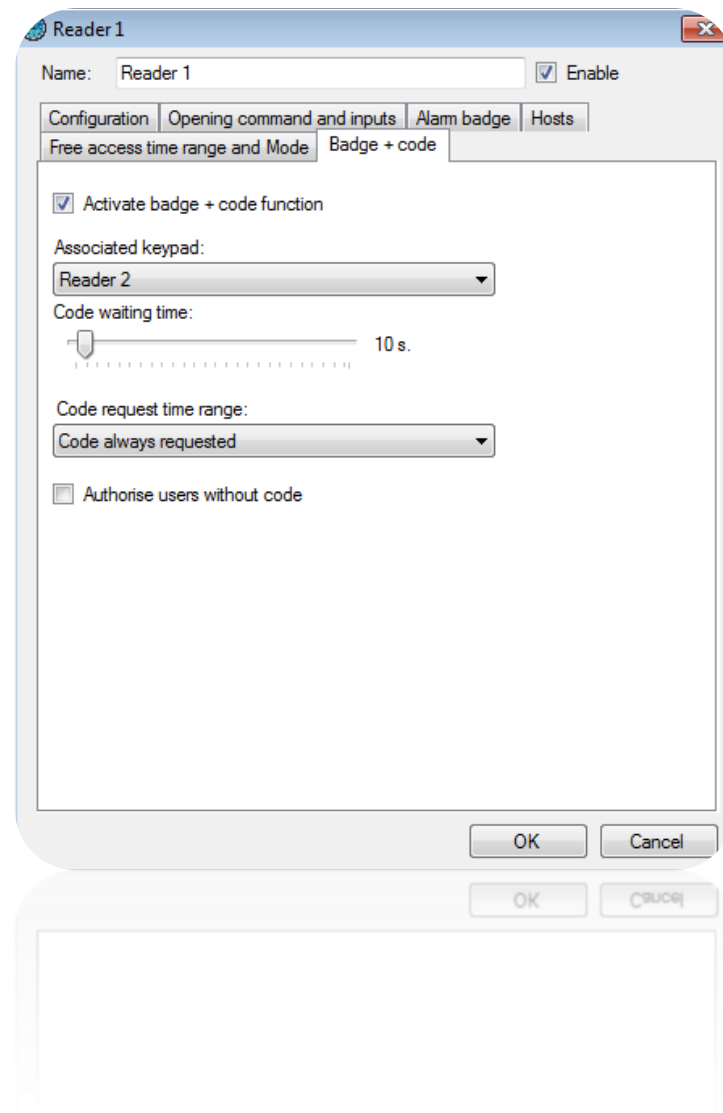 Reader 1
Name: Reader 1 Enable
Configuration Opening command and inputs Alarm badge Hosts
Free access time range and Mode Badge + code
Activate badge + code function
Associated keypad:
Reader 2
Code waiting time:
10 s.
Code request time range:
Code always requested
Authorise users without code
OK Cancel
OK Cancel